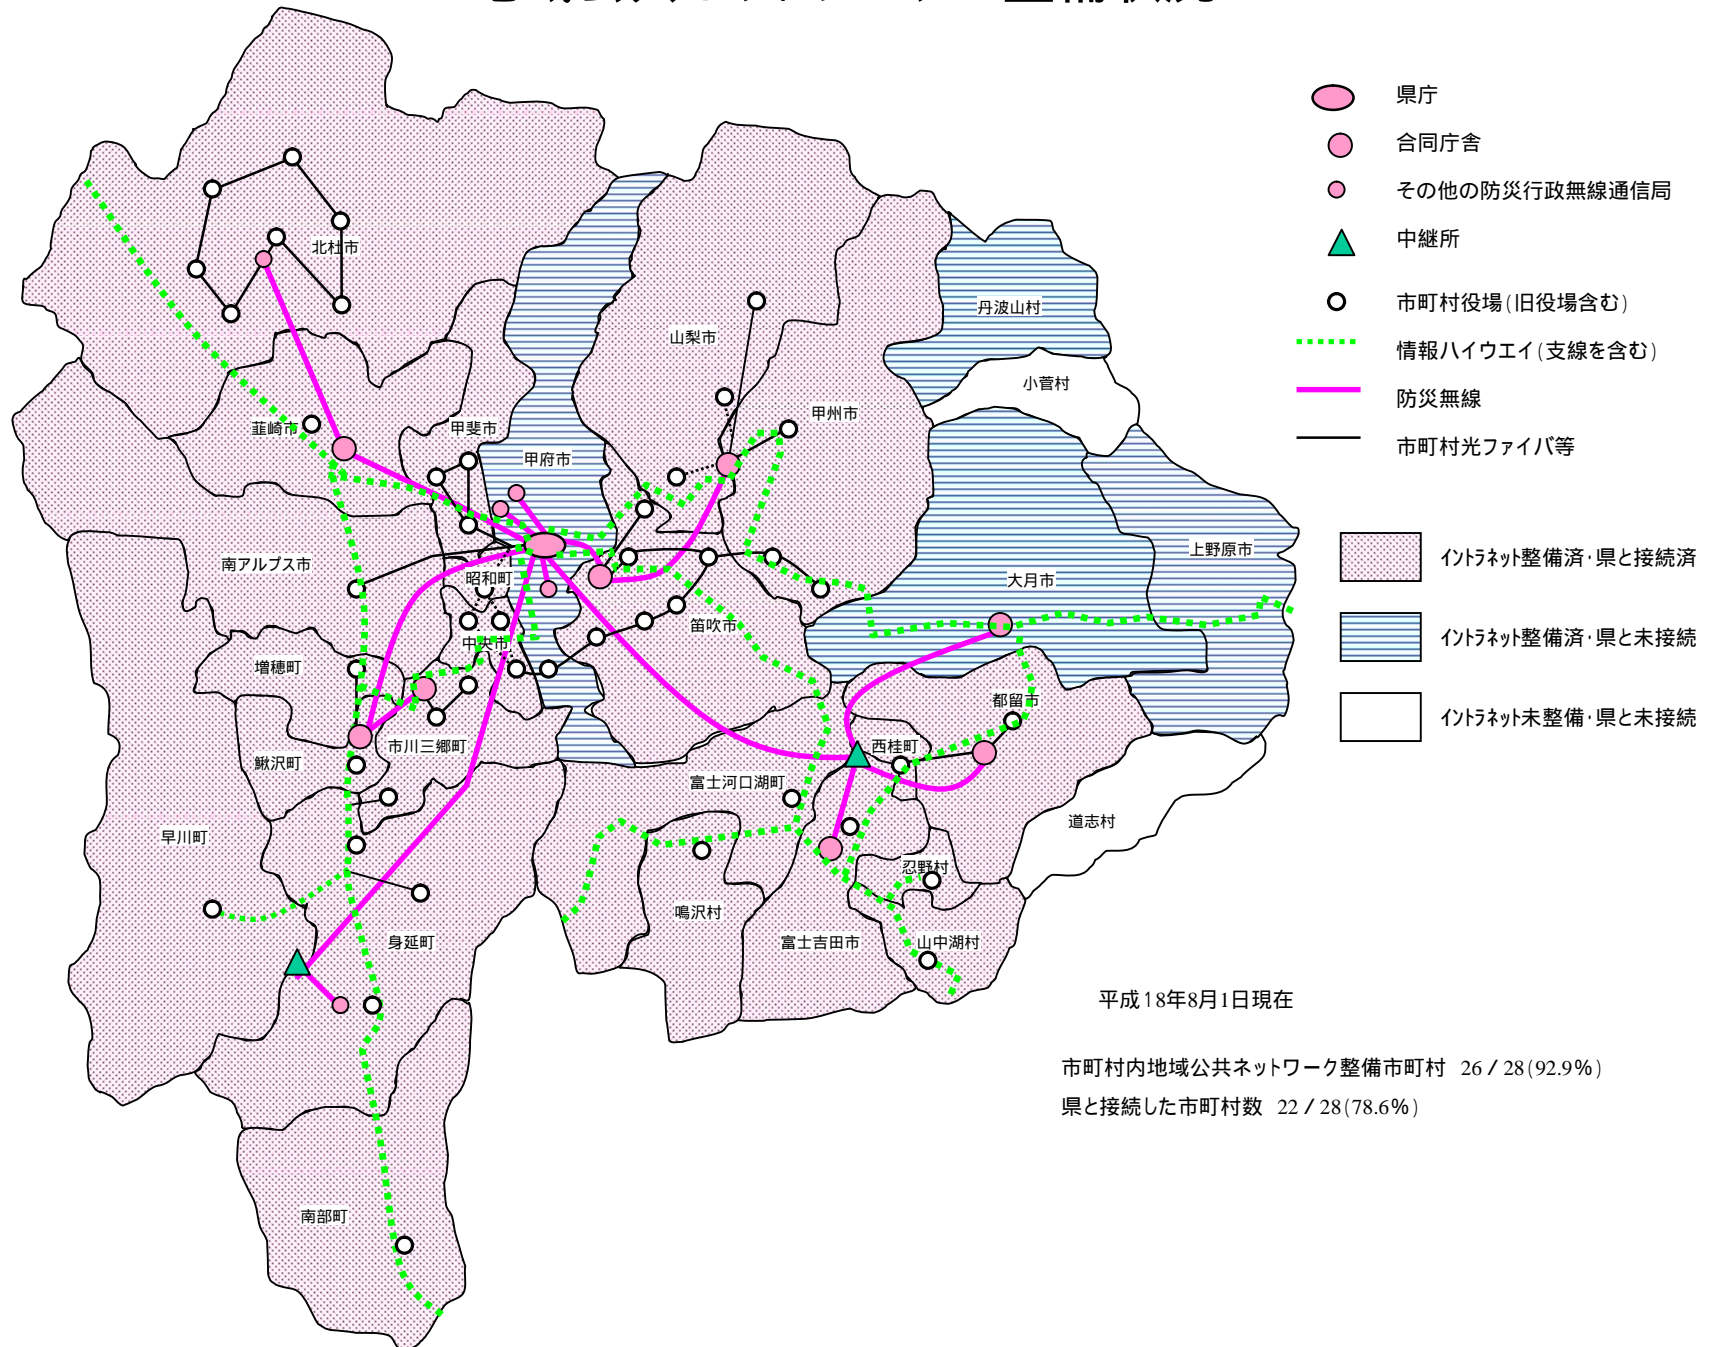 県庁
合同庁舎
その他の防災行政無線通信局
中継所
市町村役場(旧役場含む)
情報ハイウエイ(支線を含む)
防災無線
市町村光ファイバ等
イントラネット整備済・県と接続済
イントラネット整備済・県と未接続
イントラネット未整備・県と未接続
北杜市
丹波山村
山梨市
小菅村
甲州市
韮崎市
甲斐市
甲府市
上野原市
南アルプス市
昭和町
大月市
笛吹市
中央市
増穂町
都留市
市川三郷町
西桂町
鰍沢町
富士河口湖町
道志村
早川町
忍野村
鳴沢村
身延町
富士吉田市
山中湖村
南部町
平成18年8月1日現在
市町村内地域公共ネットワーク整備市町村 26/28(92.9%)
県と接続した市町村数 22/28(78.6%)